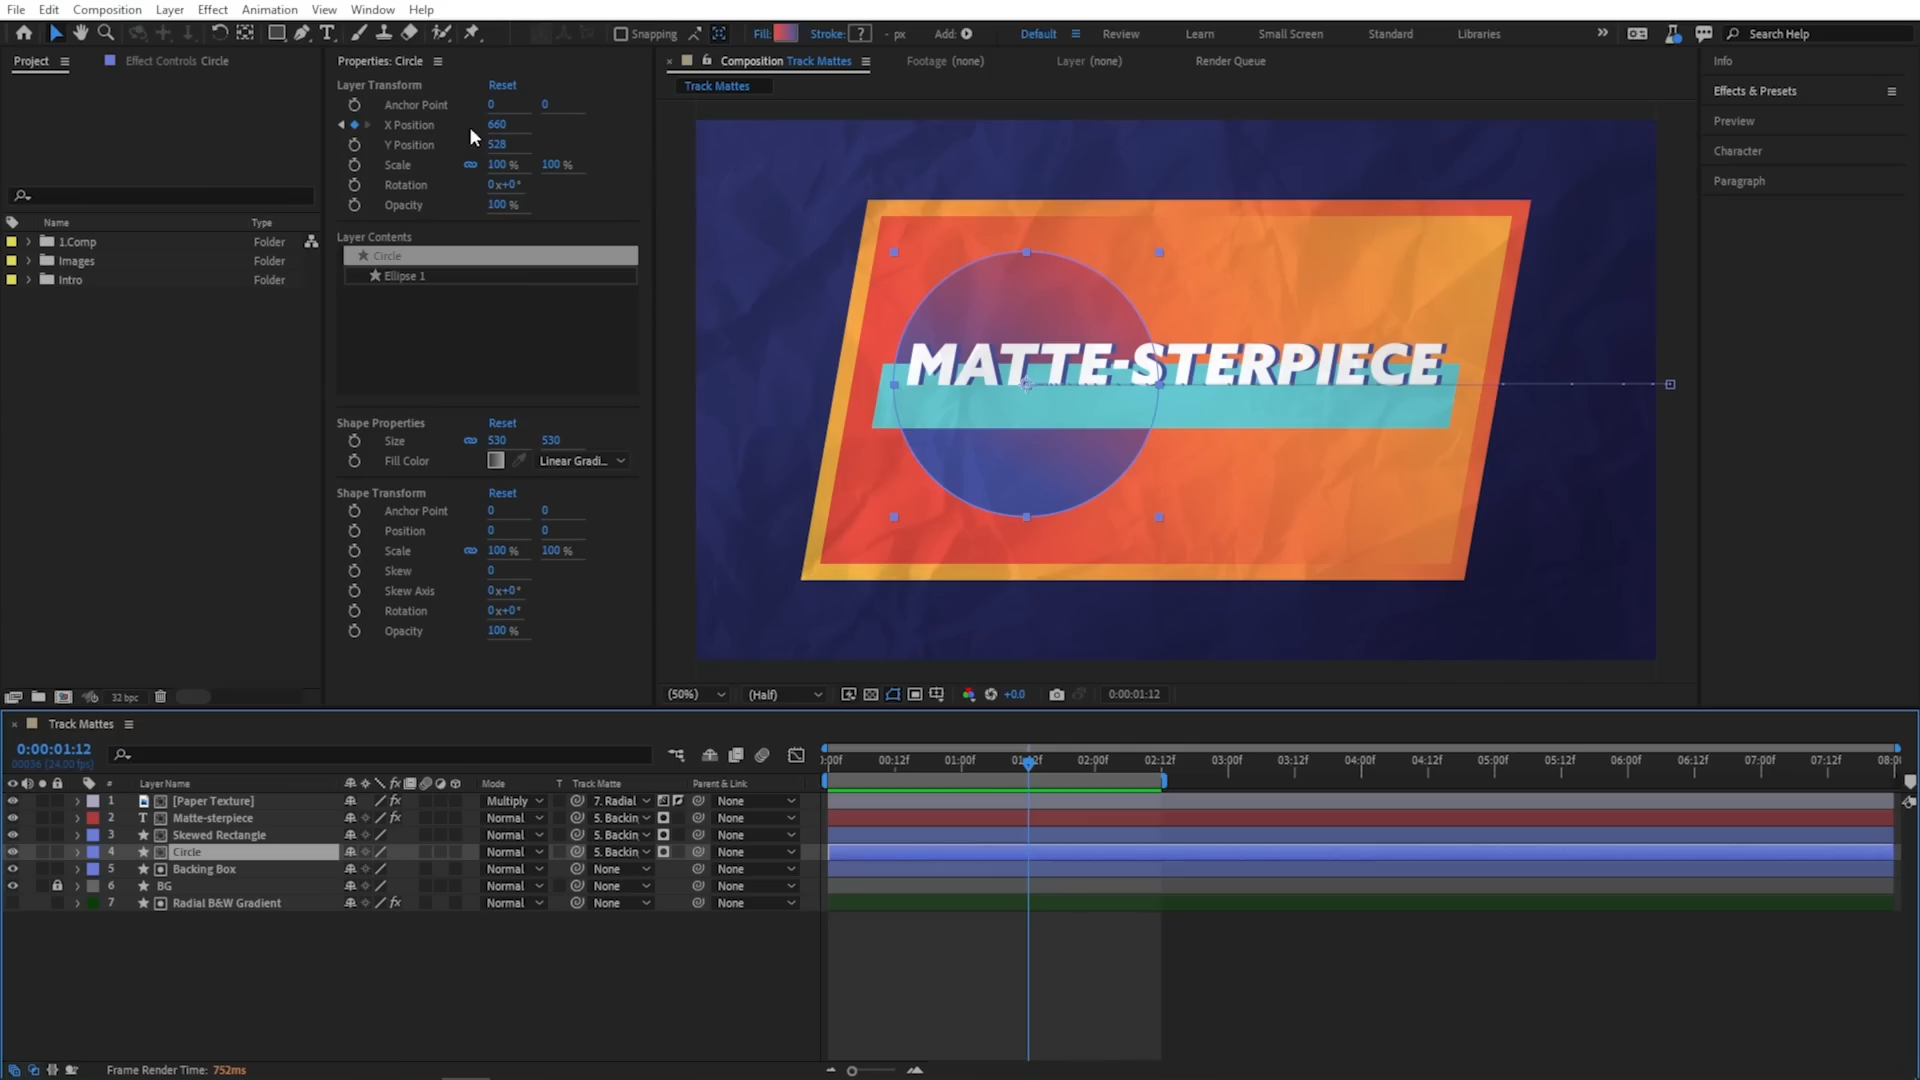 File Edit Composition Layer Effect Animation View Window Help
Snapping Fill: Stroke: ? - px Add: Default Review Learn Small Screen Standard Libraries Search Help
Project Effect Controls Circle
Properties: Circle
Composition Track Mattes Footage (none) Layer (none) Render Queue
Track Mattes
Info
Effects & Presets
Preview
Character
Paragraph
Name Type
1.Comp Folder
Images Folder
Intro Folder
32 bpc
Layer Transform Reset
Anchor Point 0 0
X Position 660
Y Position 528
Scale 100 % 100 %
Rotation 0x+0°
Opacity 100 %
Layer Contents
Circle
Ellipse 1
Shape Properties Reset
Size 530 530
Fill Color Linear Gradi...
Shape Transform Reset
Anchor Point 0 0
Position 0 0
Scale 100 % 100 %
Skew 0
Skew Axis 0x+0°
Rotation 0x+0°
Opacity 100 %
MATTE-STERPIECE
(50%) (Half) +0.0 0:00:01:12
Track Mattes
0:00:01:12
00036 (24.00 fps)
:00f 00:12f 01:00f 02:00f 02:12f 03:00f 03:12f 04:00f 04:12f 05:00f 05:12f 06:00f 06:12f 07:00f 07:12f 08:0
# Layer Name fx Mode T Track Matte Parent & Link
1 [Paper Texture] fx Multiply 7. Radial None
2 T Matte-sterpiece fx Normal 5. Backin None
3 Skewed Rectangle Normal 5. Backin None
4 Circle Normal 5. Backin None
5 Backing Box Normal None None
6 BG Normal None None
7 Radial B&W Gradient fx Normal None None
Frame Render Time: 752ms